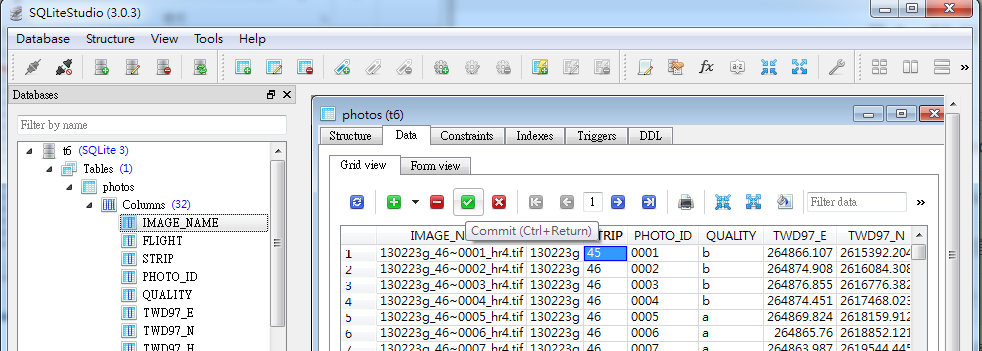 SQLiteStudio (3.0.3)
Database Structure View Tools Help
Databases
Filter by name
t6 (SQLite 3)
Tables (1)
photos
Columns (32)
IMAGE_NAME
FLIGHT
STRIP
PHOTO_ID
QUALITY
TWD97_E
TWD97_N
TWD97_H
photos (t6)
Structure Data Constraints Indexes Triggers DDL
Grid view Form view
1 Filter data »
Commit (Ctrl+Return)
IMAGE_N TRIP PHOTO_ID QUALITY TWD97_E TWD97_N
1 130223g_46~0001_hr4.tif 130223g 45 0001 b 264866.107 2615392.204
2 130223g_46~0002_hr4.tif 130223g 46 0002 b 264874.908 2616084.308
3 130223g_46~0003_hr4.tif 130223g 46 0003 b 264876.855 2616776.382
4 130223g_46~0004_hr4.tif 130223g 46 0004 b 264874.451 2617468.023
5 130223g_46~0005_hr4.tif 130223g 46 0005 a 264869.824 2618159.912
6 130223g_46~0006_hr4.tif 130223g 46 0006 a 264865.76 2618852.121
7 130223g_46~0007_hr4.tif 130223g 46 0007 a 264863.987 2619544.445